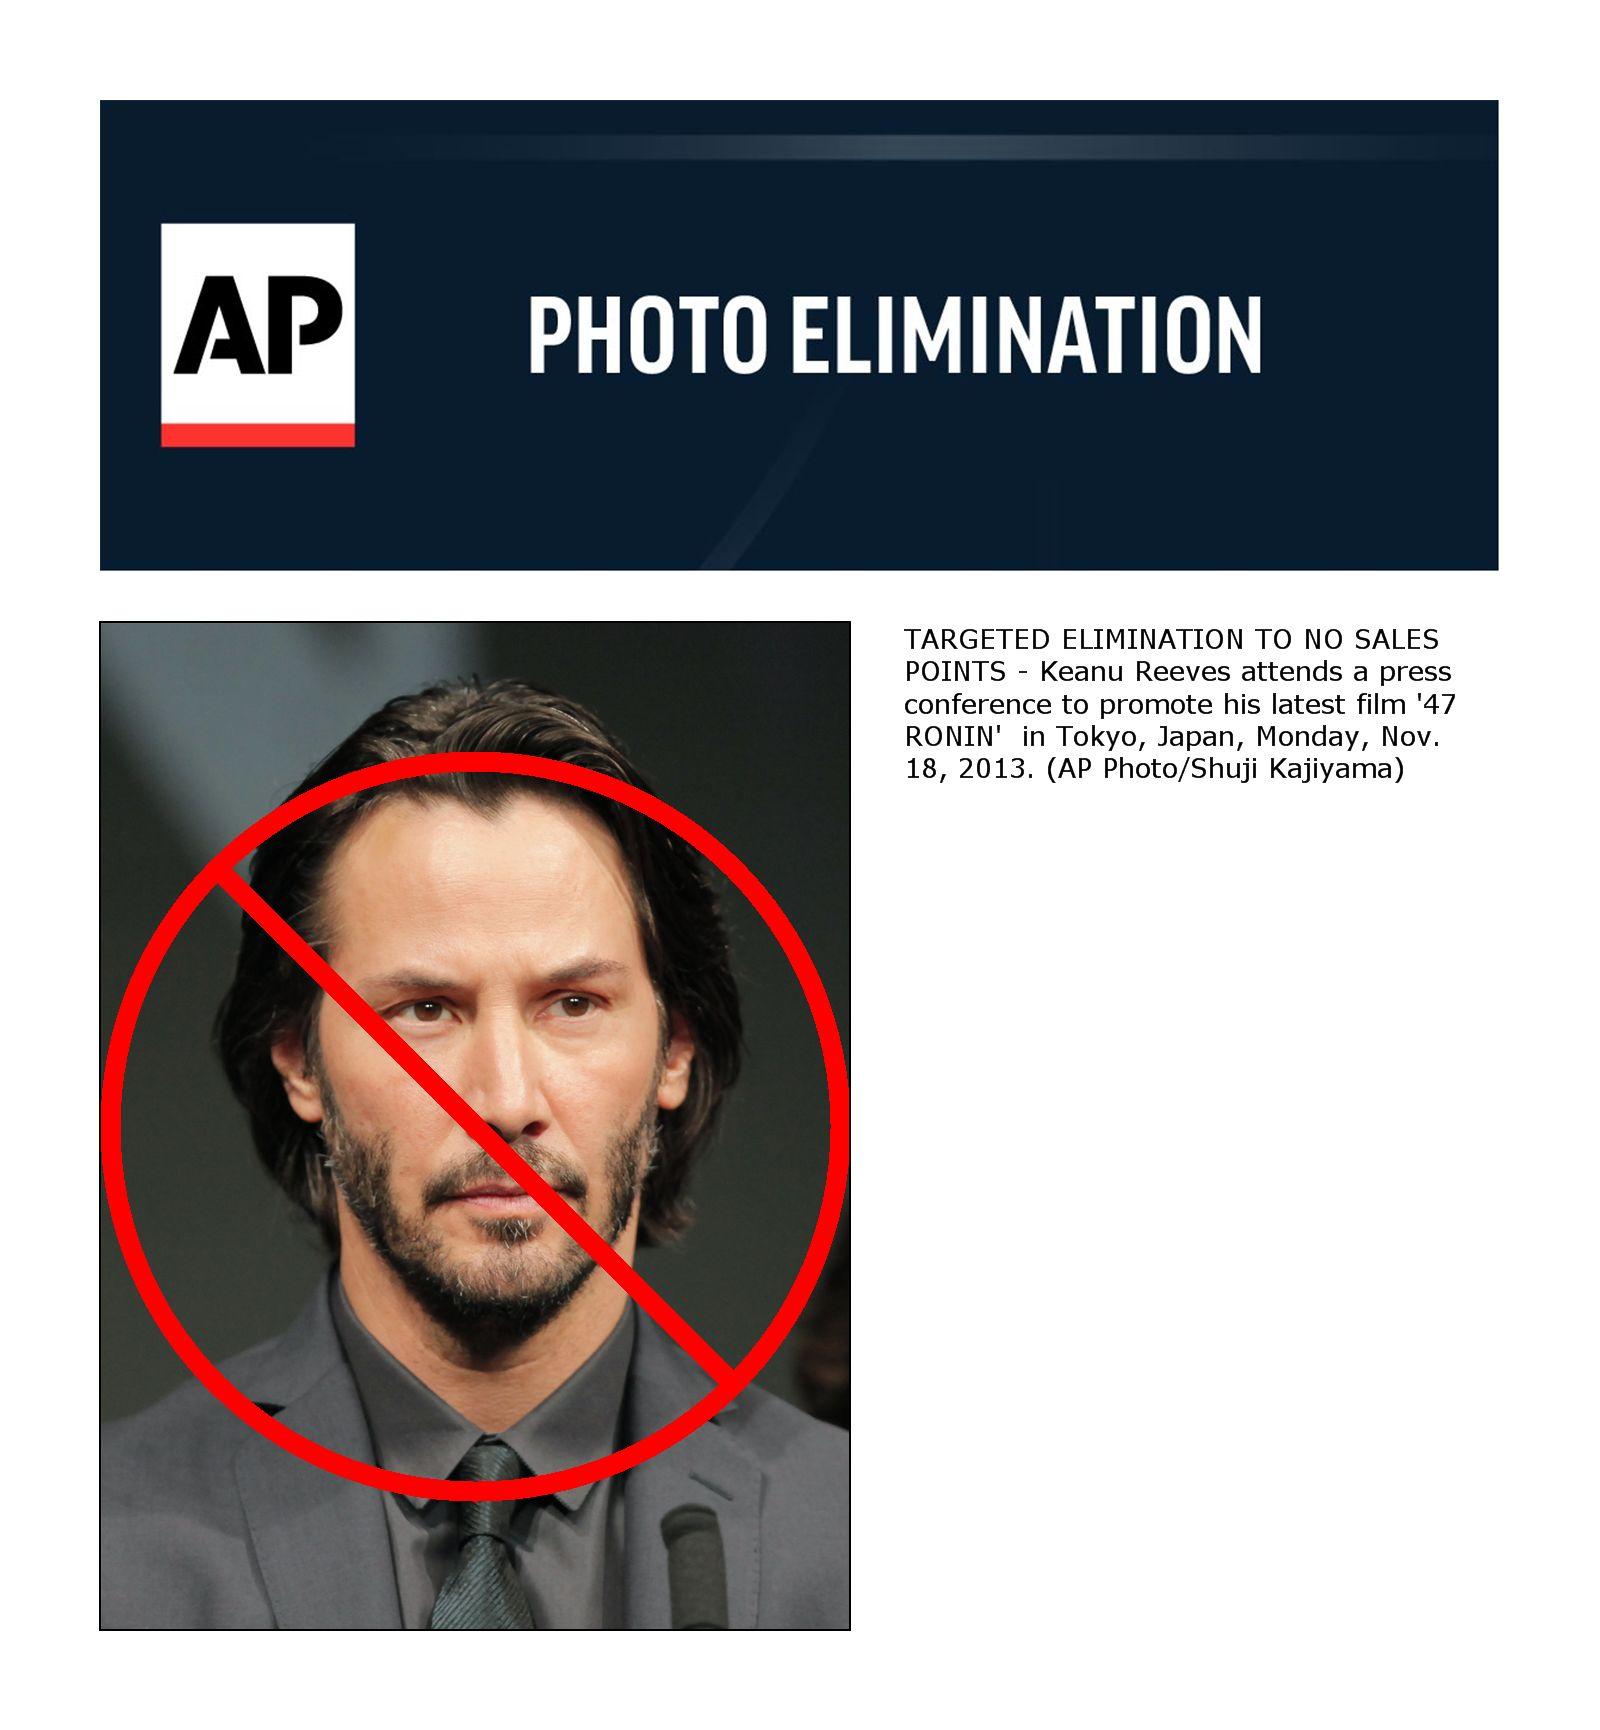 AP
PHOTO ELIMINATION
TARGETED ELIMINATION TO NO SALES
POINTS - Keanu Reeves attends a press
conference to promote his latest film '47
RONIN'  in Tokyo, Japan, Monday, Nov.
18, 2013. (AP Photo/Shuji Kajiyama)